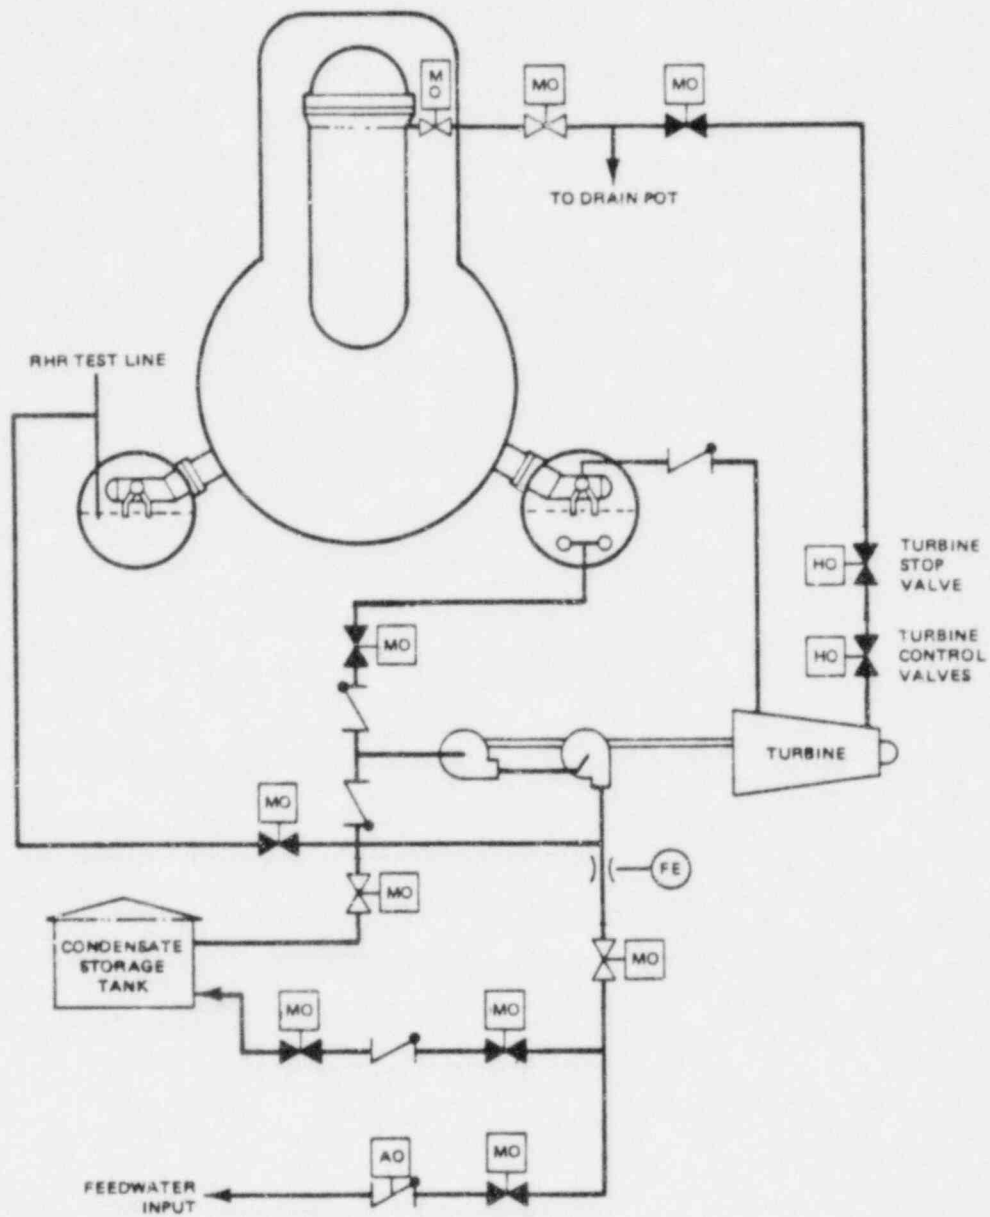 M
O
MO
MO
TO DRAIN POT
RHR TEST LINE
HO
TURBINE
STOP
VALVE
MO
HO
TURBINE
CONTROL
VALVES
TURBINE
MO
FE
MO
MO
CONDENSATE
STORAGE
TANK
MO
MO
AO
MO
FEEDWATER
INPUT